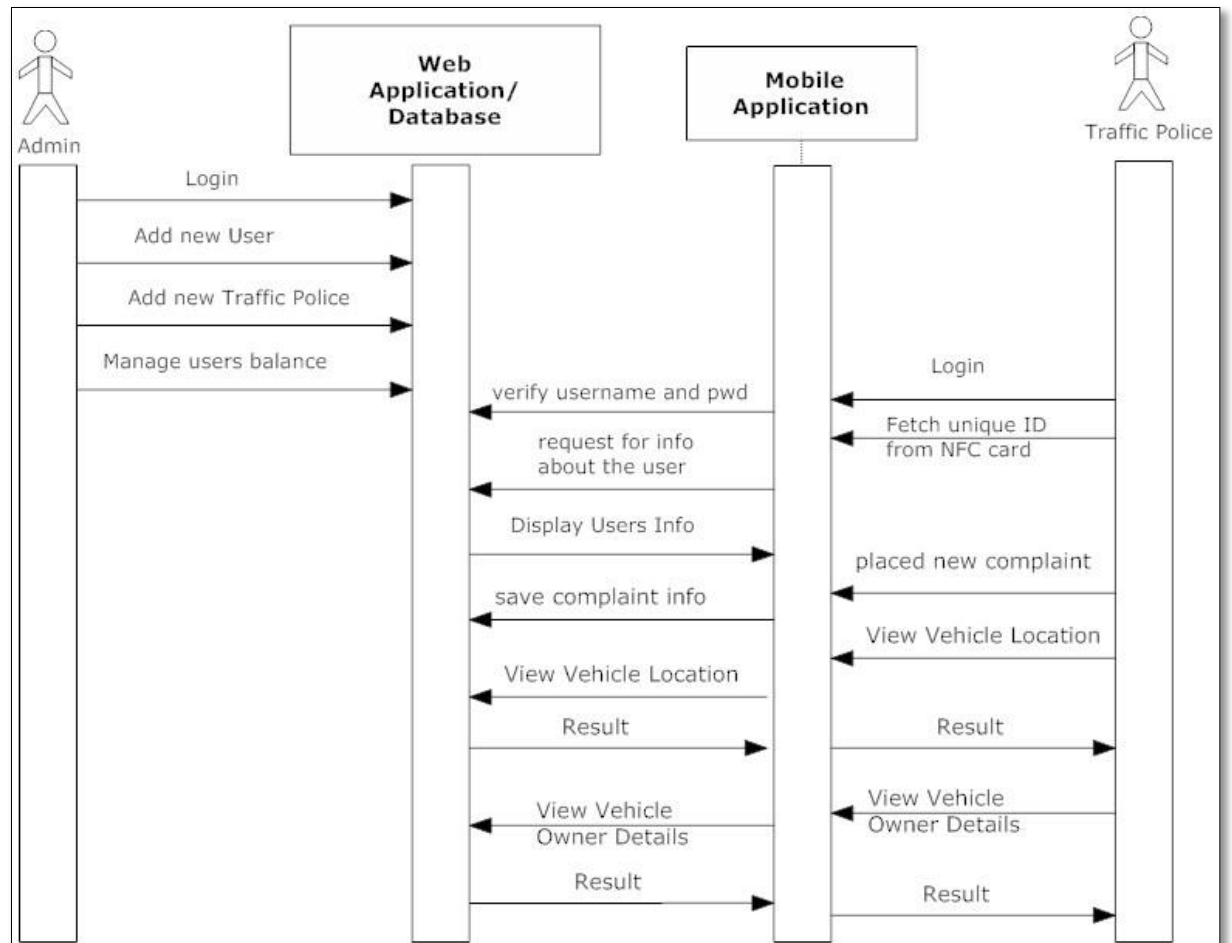 Web
Application/
Database
Mobile
Application
Admin
Traffic Police
Login
Add new User
Add new Traffic Police
Manage users balance
Login
verify username and pwd
Fetch unique ID
from NFC card
request for info
about the user
Display Users Info
placed new complaint
save complaint info
View Vehicle Location
View Vehicle Location
Result
Result
View Vehicle
Owner Details
View Vehicle
Owner Details
Result
Result